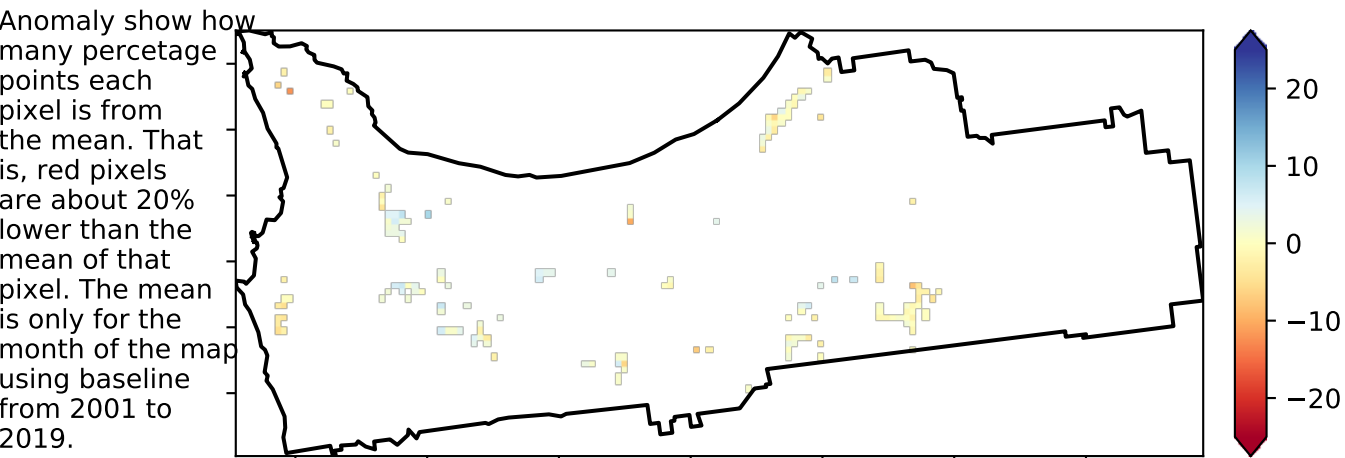 Anomaly show how
many percetage
points each
pixel is from
the mean. That
is, red pixels
are about 20%
lower than the
mean of that
pixel. The mean
is only for the
month of the map
using baseline
from 2001 to
2019.
20
10
0
−10
−20